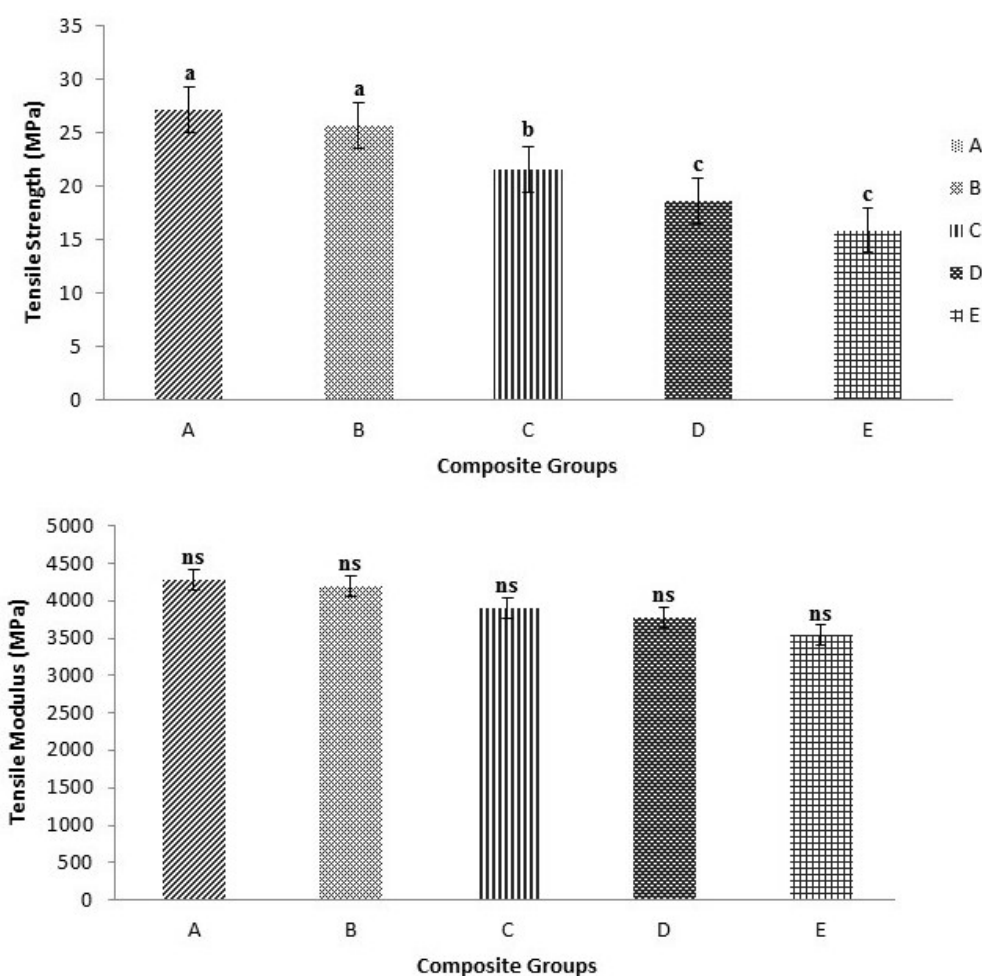 35
30
25
20
15
10
5
0
Tensile Strength (MPa)
a
a
b
c
c
A
B
C
D
E
Composite Groups
A
B
C
D
E
5000
4500
4000
3500
3000
2500
2000
1500
1000
500
0
Tensile Modulus (MPa)
ns
ns
ns
ns
ns
A
B
C
D
E
Composite Groups